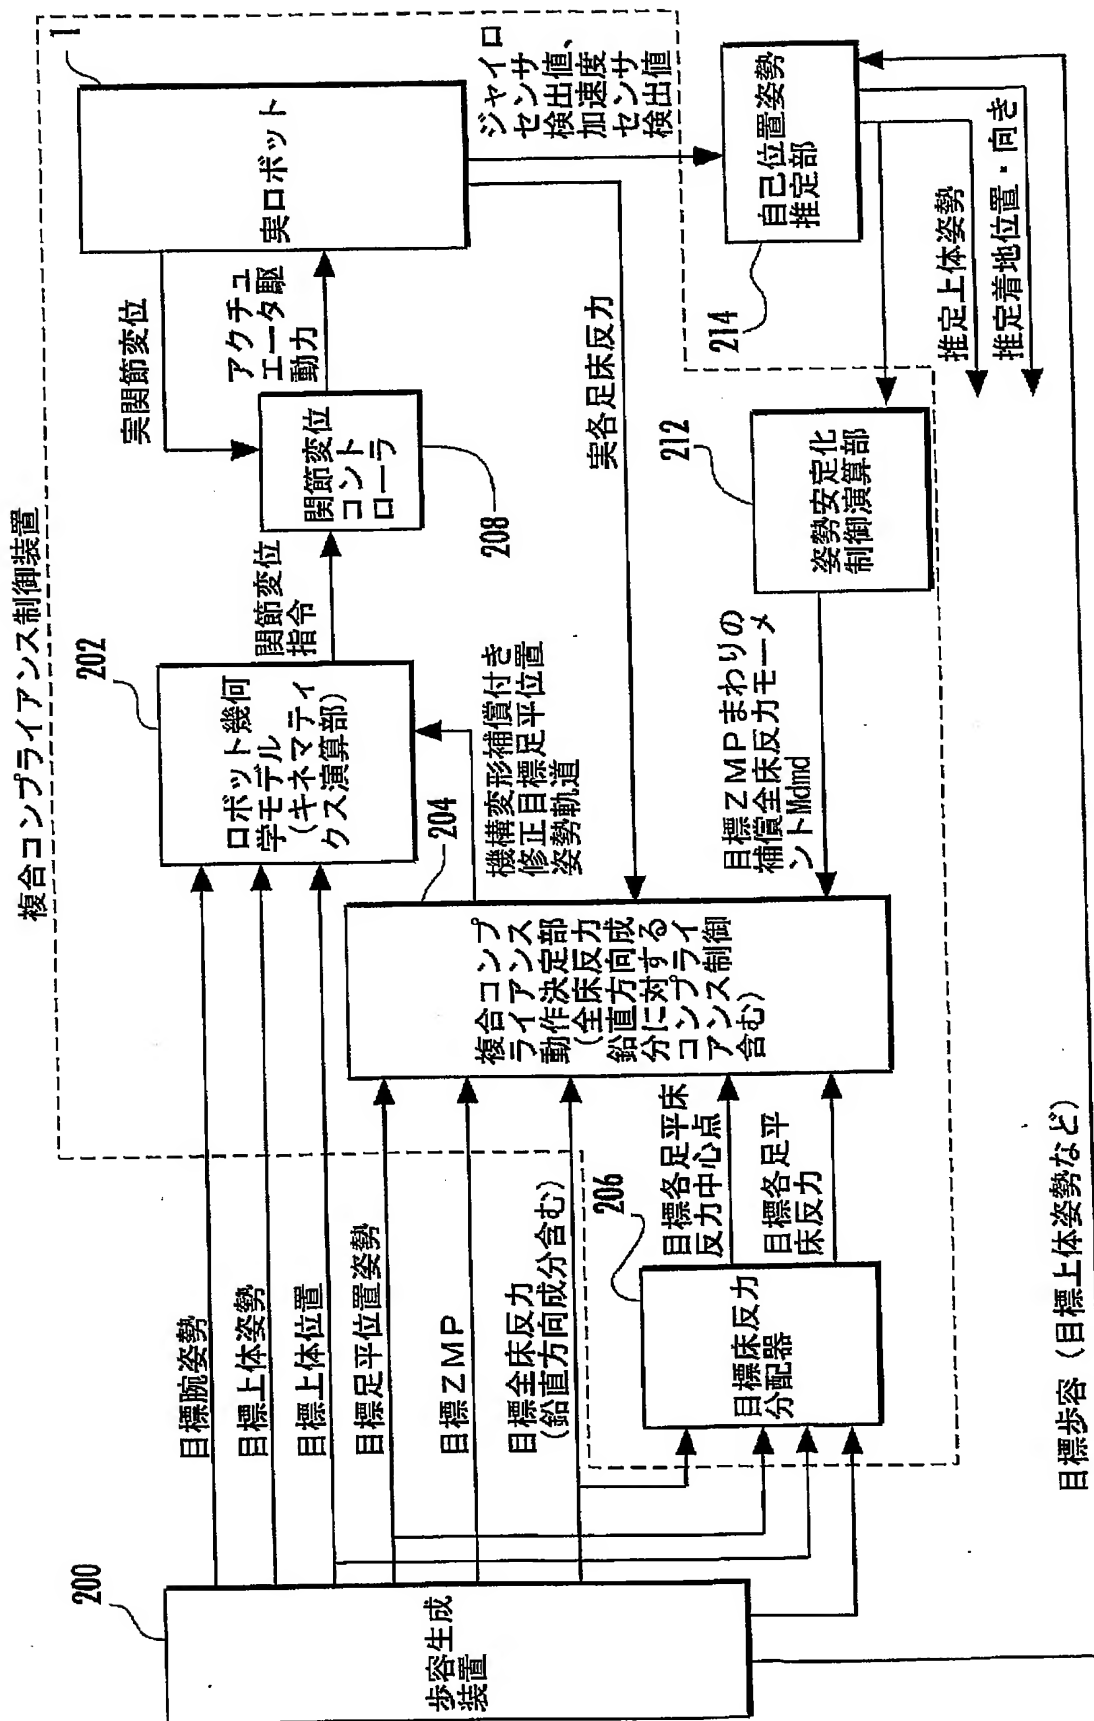 複合コンプライアンス制御装置
200
歩容生成
装置
目標腕姿勢
目標上体姿勢
目標上体位置
目標足平位置姿勢
目標ZMP
目標全床反力
(鉛直方向成分含む)
206
目標床反力
分配器
目標各足平床
反力中心点
目標各足平
床反力
202
ロボット幾何
学モデル
(キネマティ
クス演算部)
204
複合コンプ
ライアンス
動作決定部
(全床反力
鉛直方向成
分に対する
コンプライ
アンス制御
含む)
機構変形補償付き
修正目標足平位置
姿勢軌道
関節変位
指令
関節変位
コント
ローラ
208
実関節変位
アクチュ
エータ駆
動力
1
実ロボット
実各足床反力
ジャイロ
センサ
検出値、
加速度
センサ
検出値
目標ZMPまわりの
補償全床反力モーメ
ントMdmd
212
姿勢安定化
制御演算部
214
自己位置姿勢
推定部
推定上体姿勢
推定着地位置・向き
目標歩容(目標上体姿勢など)